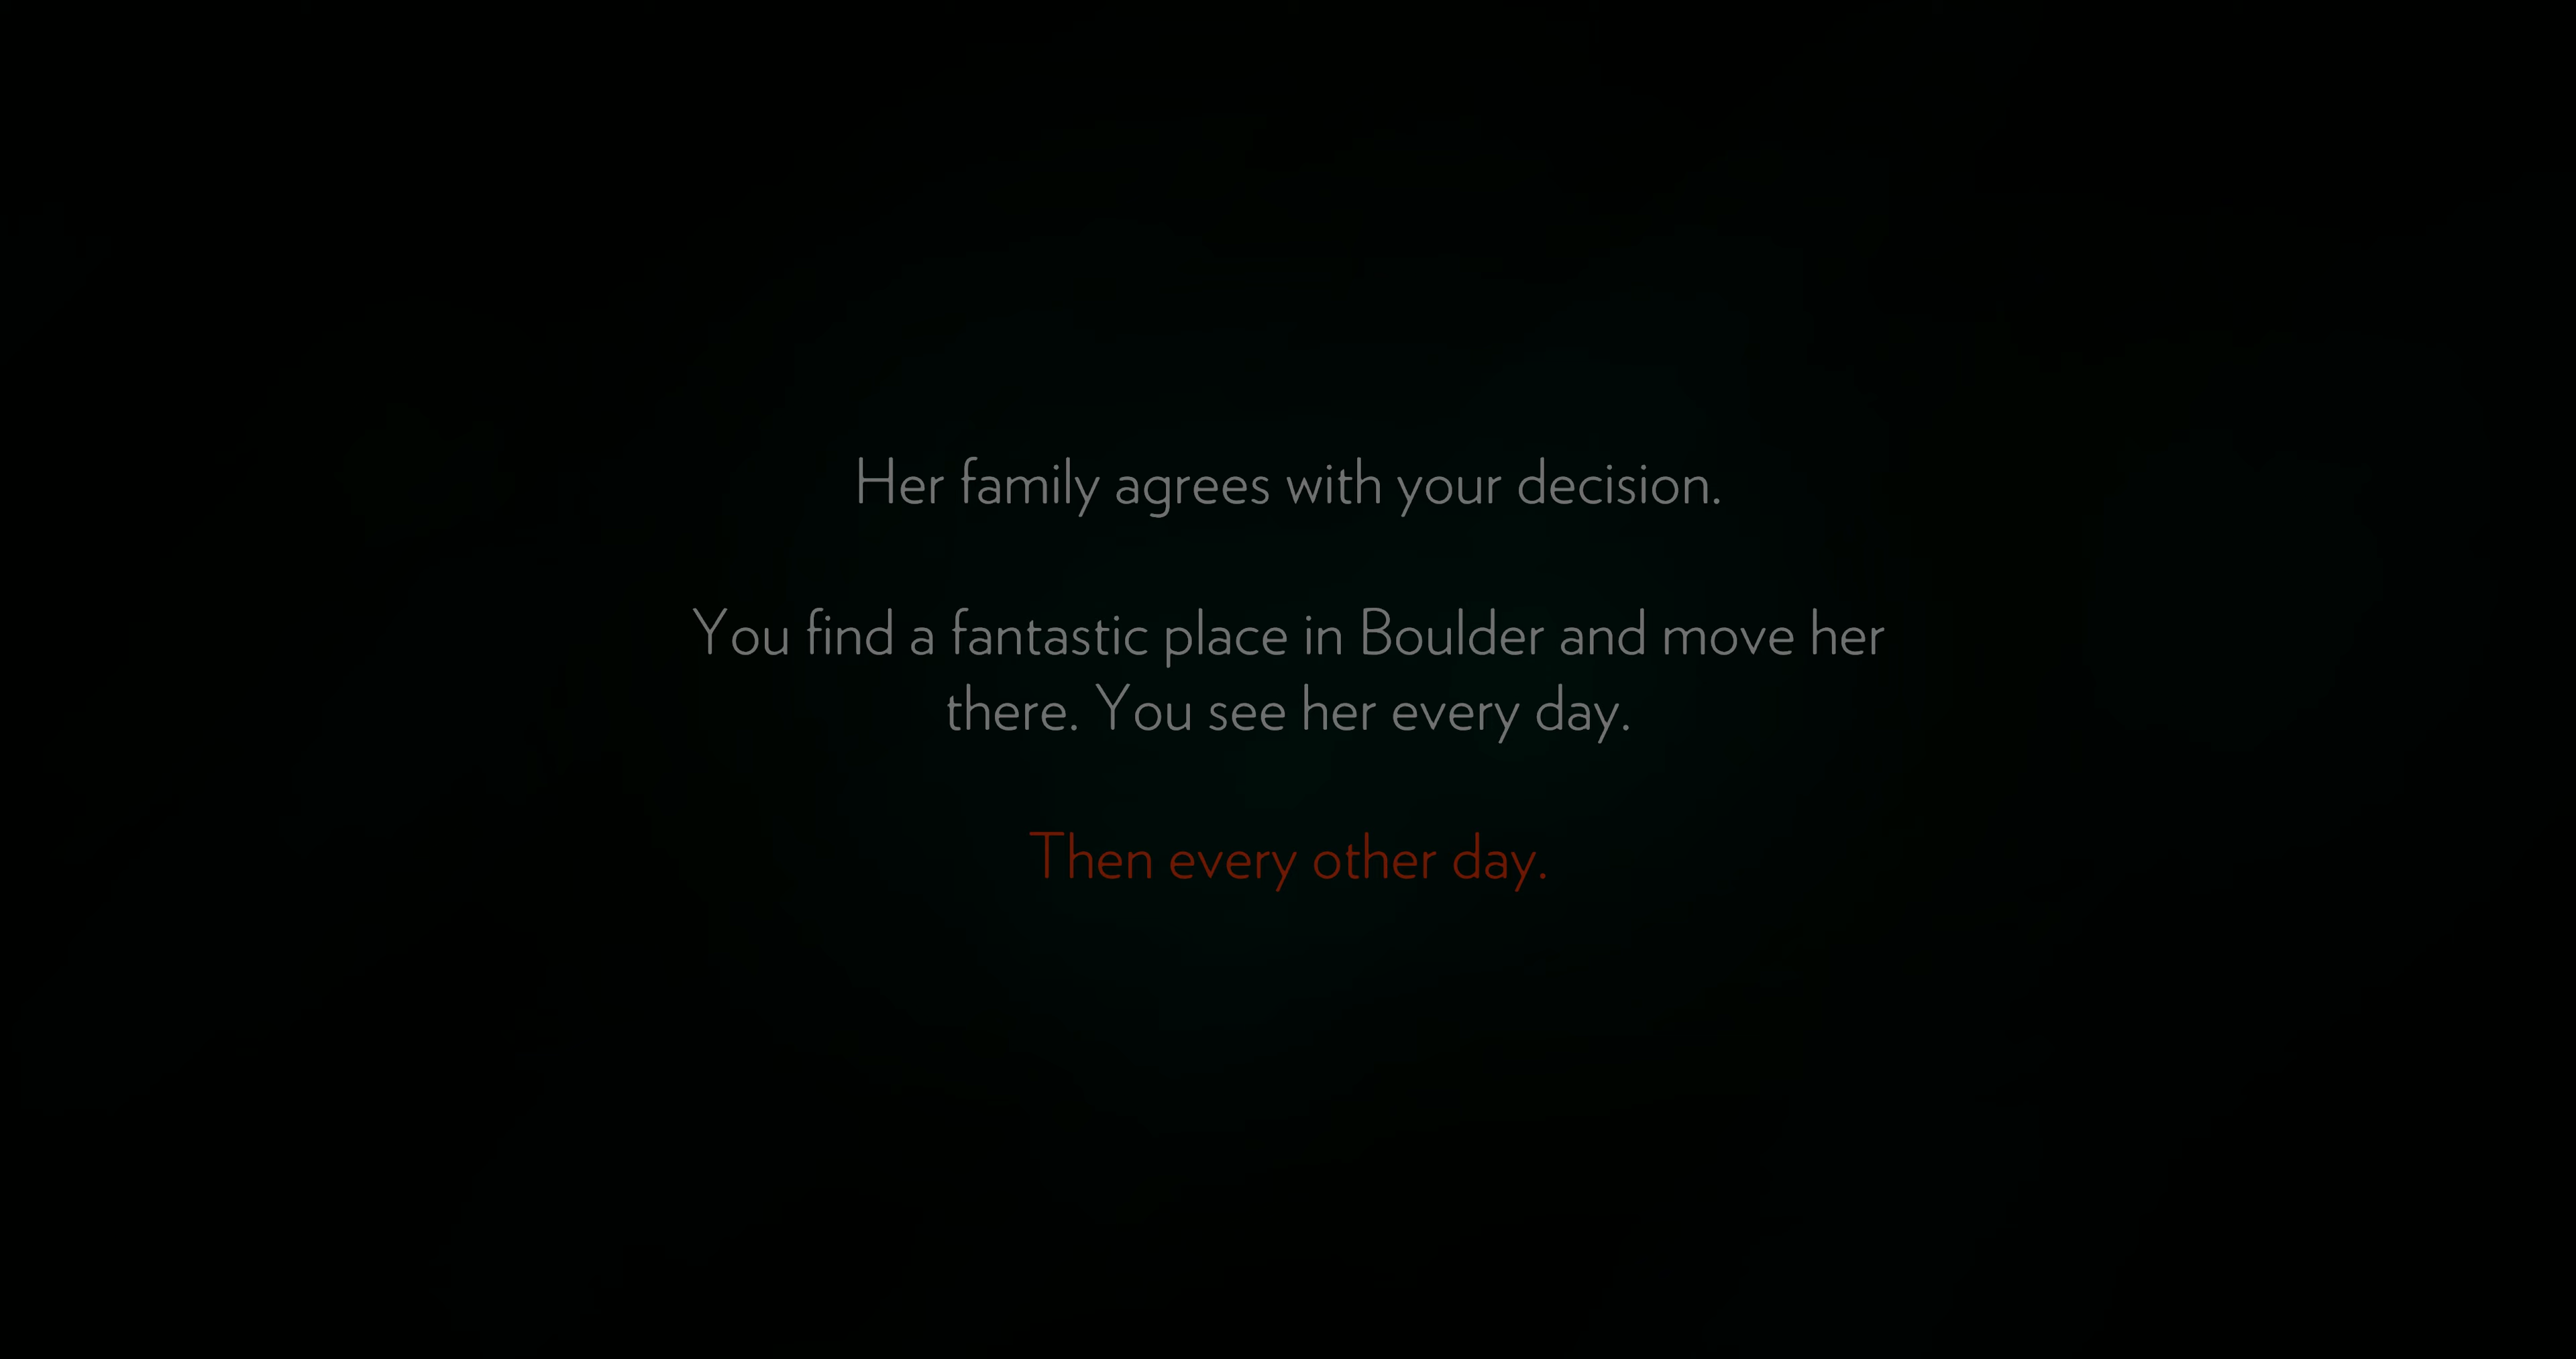 Her family agrees with your decision.
You find a fantastic place in Boulder and move her
there. You see her every day.
Then every other day.